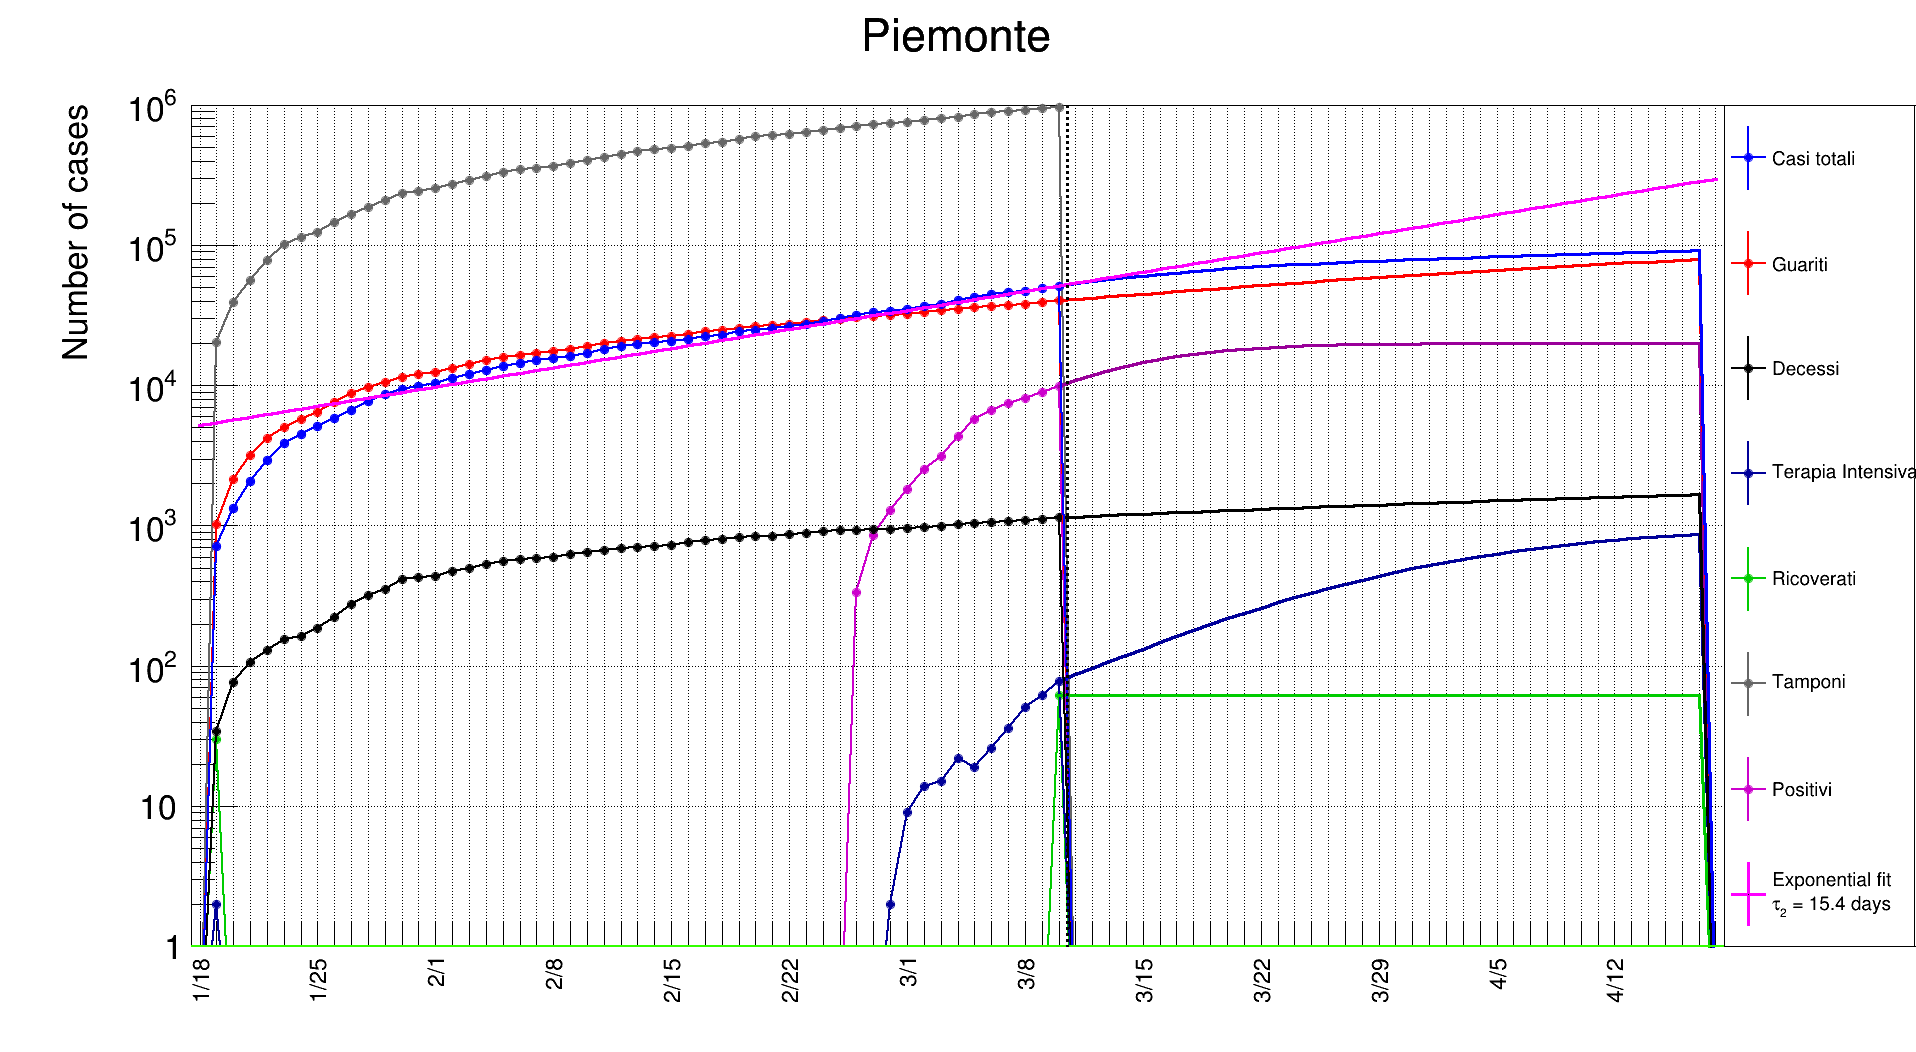 Piemonte
Number of cases
10^6
10^5
10^4
10^3
10^2
10
1
1/18 1/25 2/1 2/8 2/15 2/22 3/1 3/8 3/15 3/22 3/29 4/5 4/12
Casi totali
Guariti
Decessi
Terapia Intensiva
Ricoverati
Tamponi
Positivi
Exponential fit
τ₂ = 15.4 days